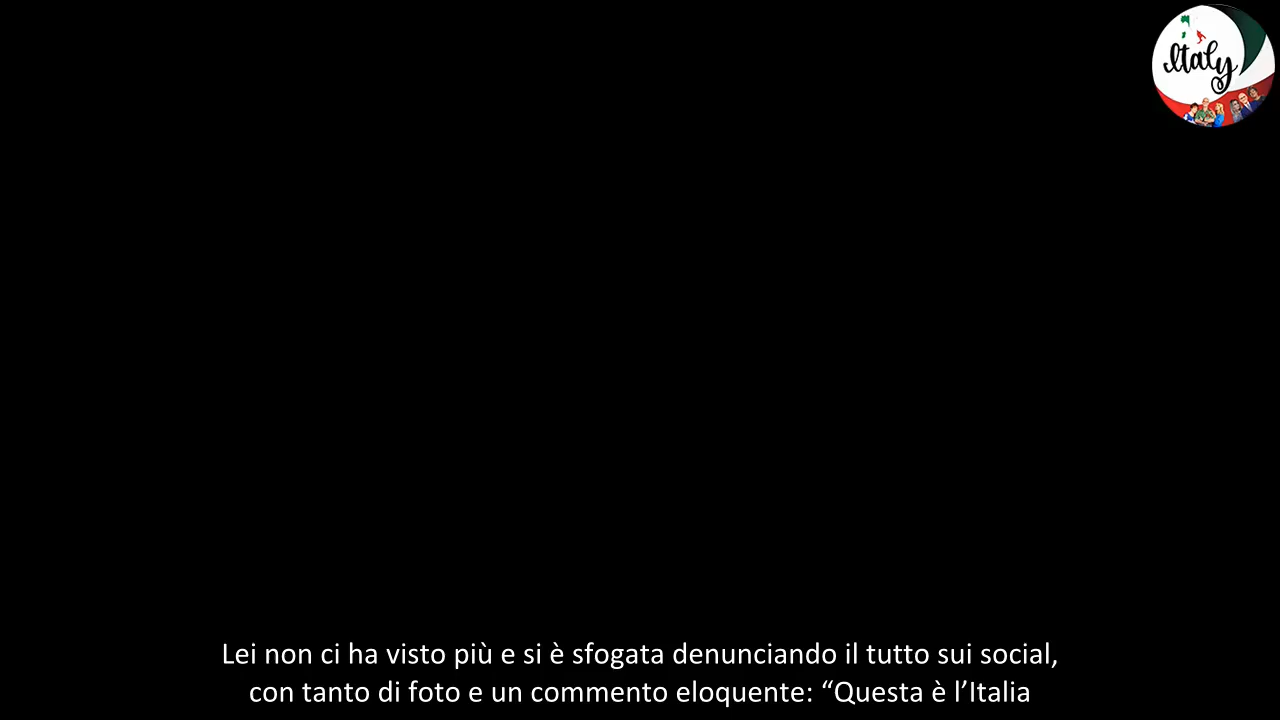 Italy
Lei non ci ha visto più e si è sfogata denunciando il tutto sui social,
con tanto di foto e un commento eloquente: “Questa è l’Italia